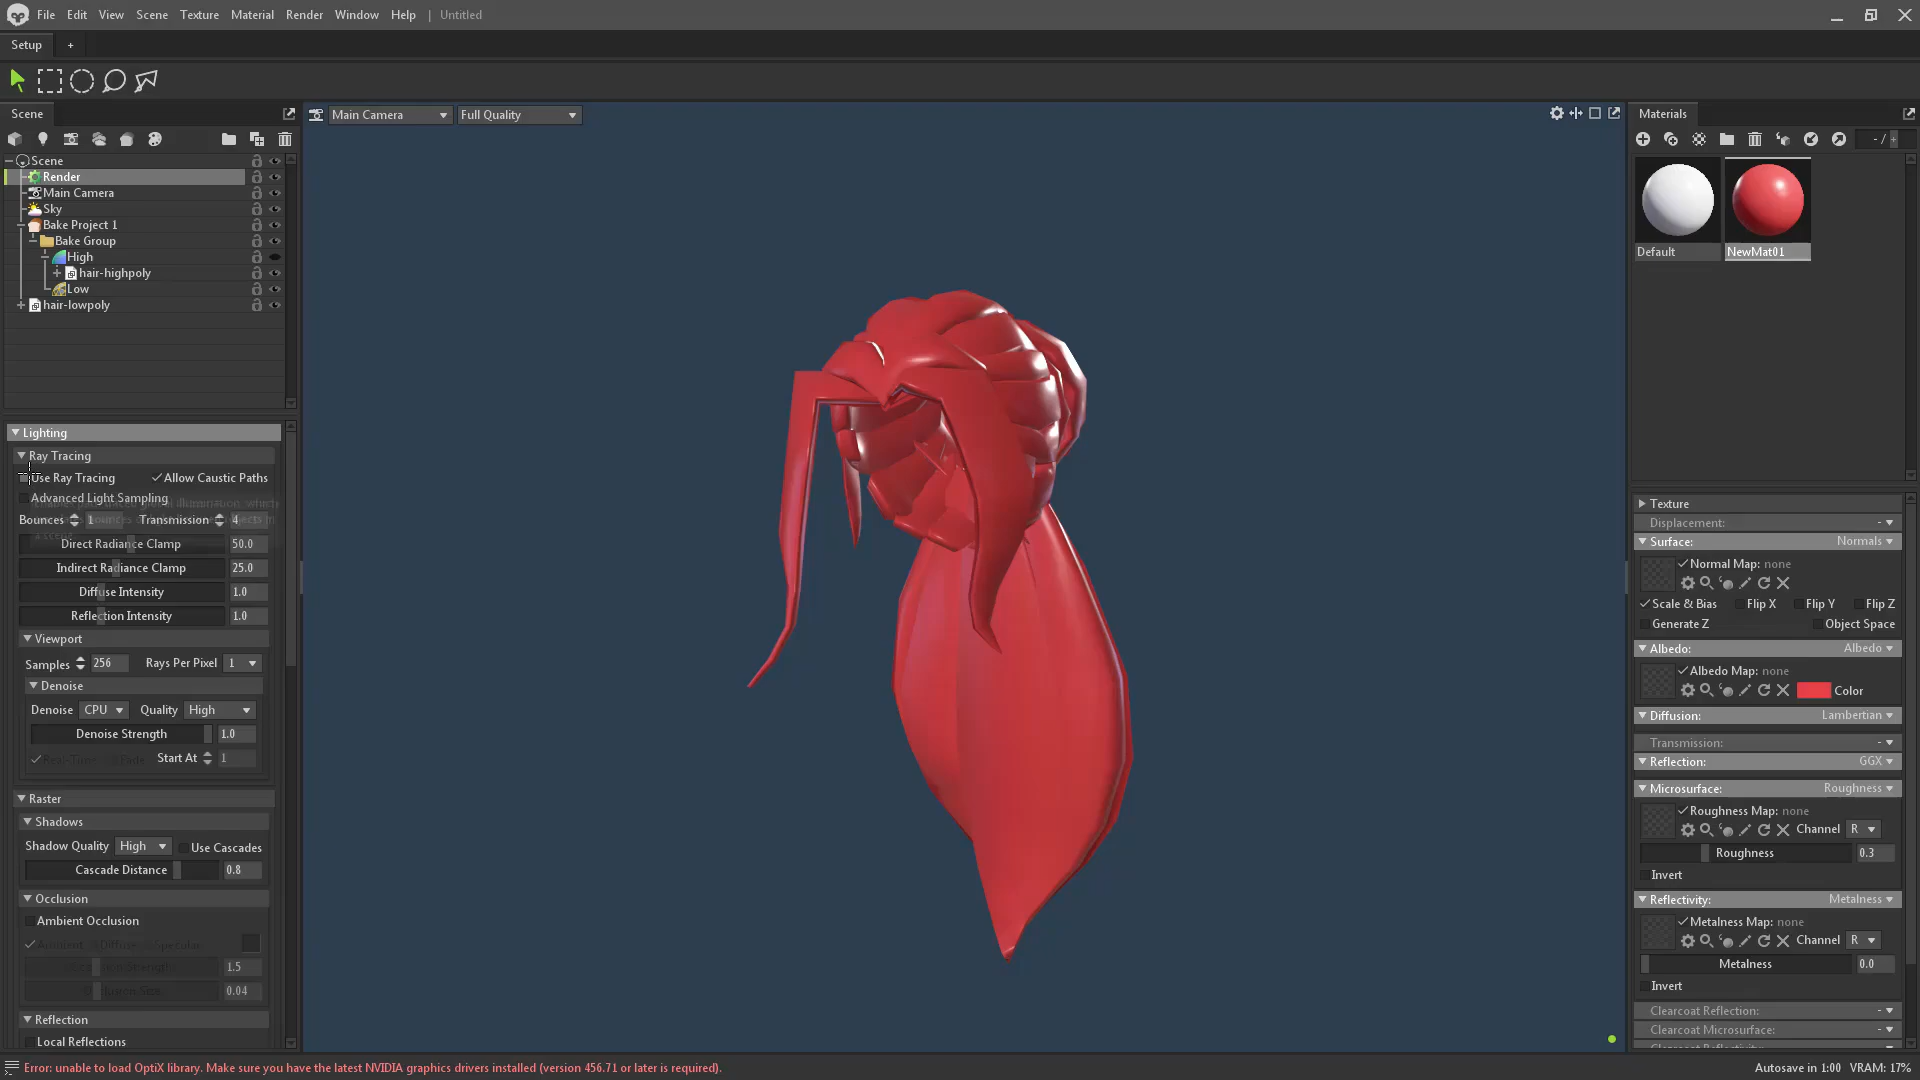 File Edit View Scene Texture Material Render Window Help | Untitled
Setup +
Scene
Main Camera Full Quality
Materials
- /
Scene
Render
Main Camera
Sky
Bake Project 1
Bake Group
High
hair-highpoly
Low
hair-lowpoly
Default NewMat01
Lighting
Ray Tracing
Use Ray Tracing Allow Caustic Paths
Advanced Light Sampling
Bounces 1 Transmission 4
Direct Radiance Clamp 50.0
Indirect Radiance Clamp 25.0
Diffuse Intensity 1.0
Reflection Intensity 1.0
Viewport
Samples 256 Rays Per Pixel 1
Denoise
Denoise CPU Quality High
Denoise Strength 1.0
Start At 1
Raster
Shadows
Shadow Quality High Use Cascades
Cascade Distance 0.8
Occlusion
Ambient Occlusion
1.5
0.04
Reflection
Local Reflections
Texture
Displacement: -
Surface: Normals
Normal Map: none
Scale & Bias Flip X Flip Y Flip Z
Generate Z Object Space
Albedo: Albedo
Albedo Map: none
Color
Diffusion: Lambertian
Transmission: -
Reflection: GGX
Microsurface: Roughness
Roughness Map: none
Channel R
Roughness 0.3
Invert
Reflectivity: Metalness
Metalness Map: none
Channel R
Metalness 0.0
Invert
Clearcoat Reflection: -
Clearcoat Microsurface: -
Error: unable to load OptiX library. Make sure you have the latest NVIDIA graphics drivers installed (version 456.71 or later is required).
Autosave in 1:00 VRAM: 17%